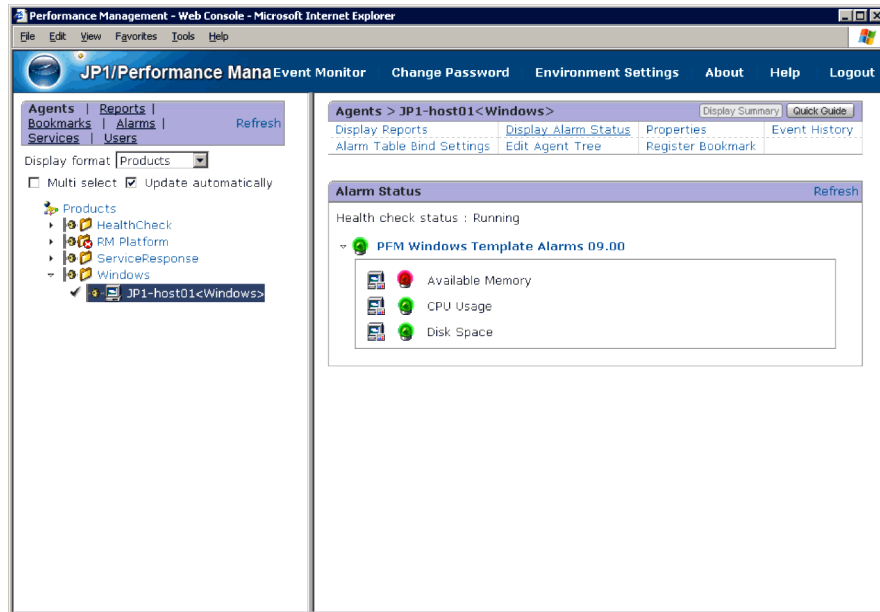 Performance Management - Web Console - Microsoft Internet Explorer
File Edit View Favorites Tools Help
JP1/Performance Mana Event Monitor Change Password Environment Settings About Help Logout
Agents | Reports |
Bookmarks | Alarms | Refresh
Services | Users
Display format Products
Multi select Update automatically
Products
HealthCheck
RM Platform
ServiceResponse
Windows
JP1-host01<Windows>
Agents > JP1-host01<Windows> Display Summary Quick Guide
Display Reports Display Alarm Status Properties Event History
Alarm Table Bind Settings Edit Agent Tree Register Bookmark
Alarm Status Refresh
Health check status : Running
PFM Windows Template Alarms 09.00
Available Memory
CPU Usage
Disk Space